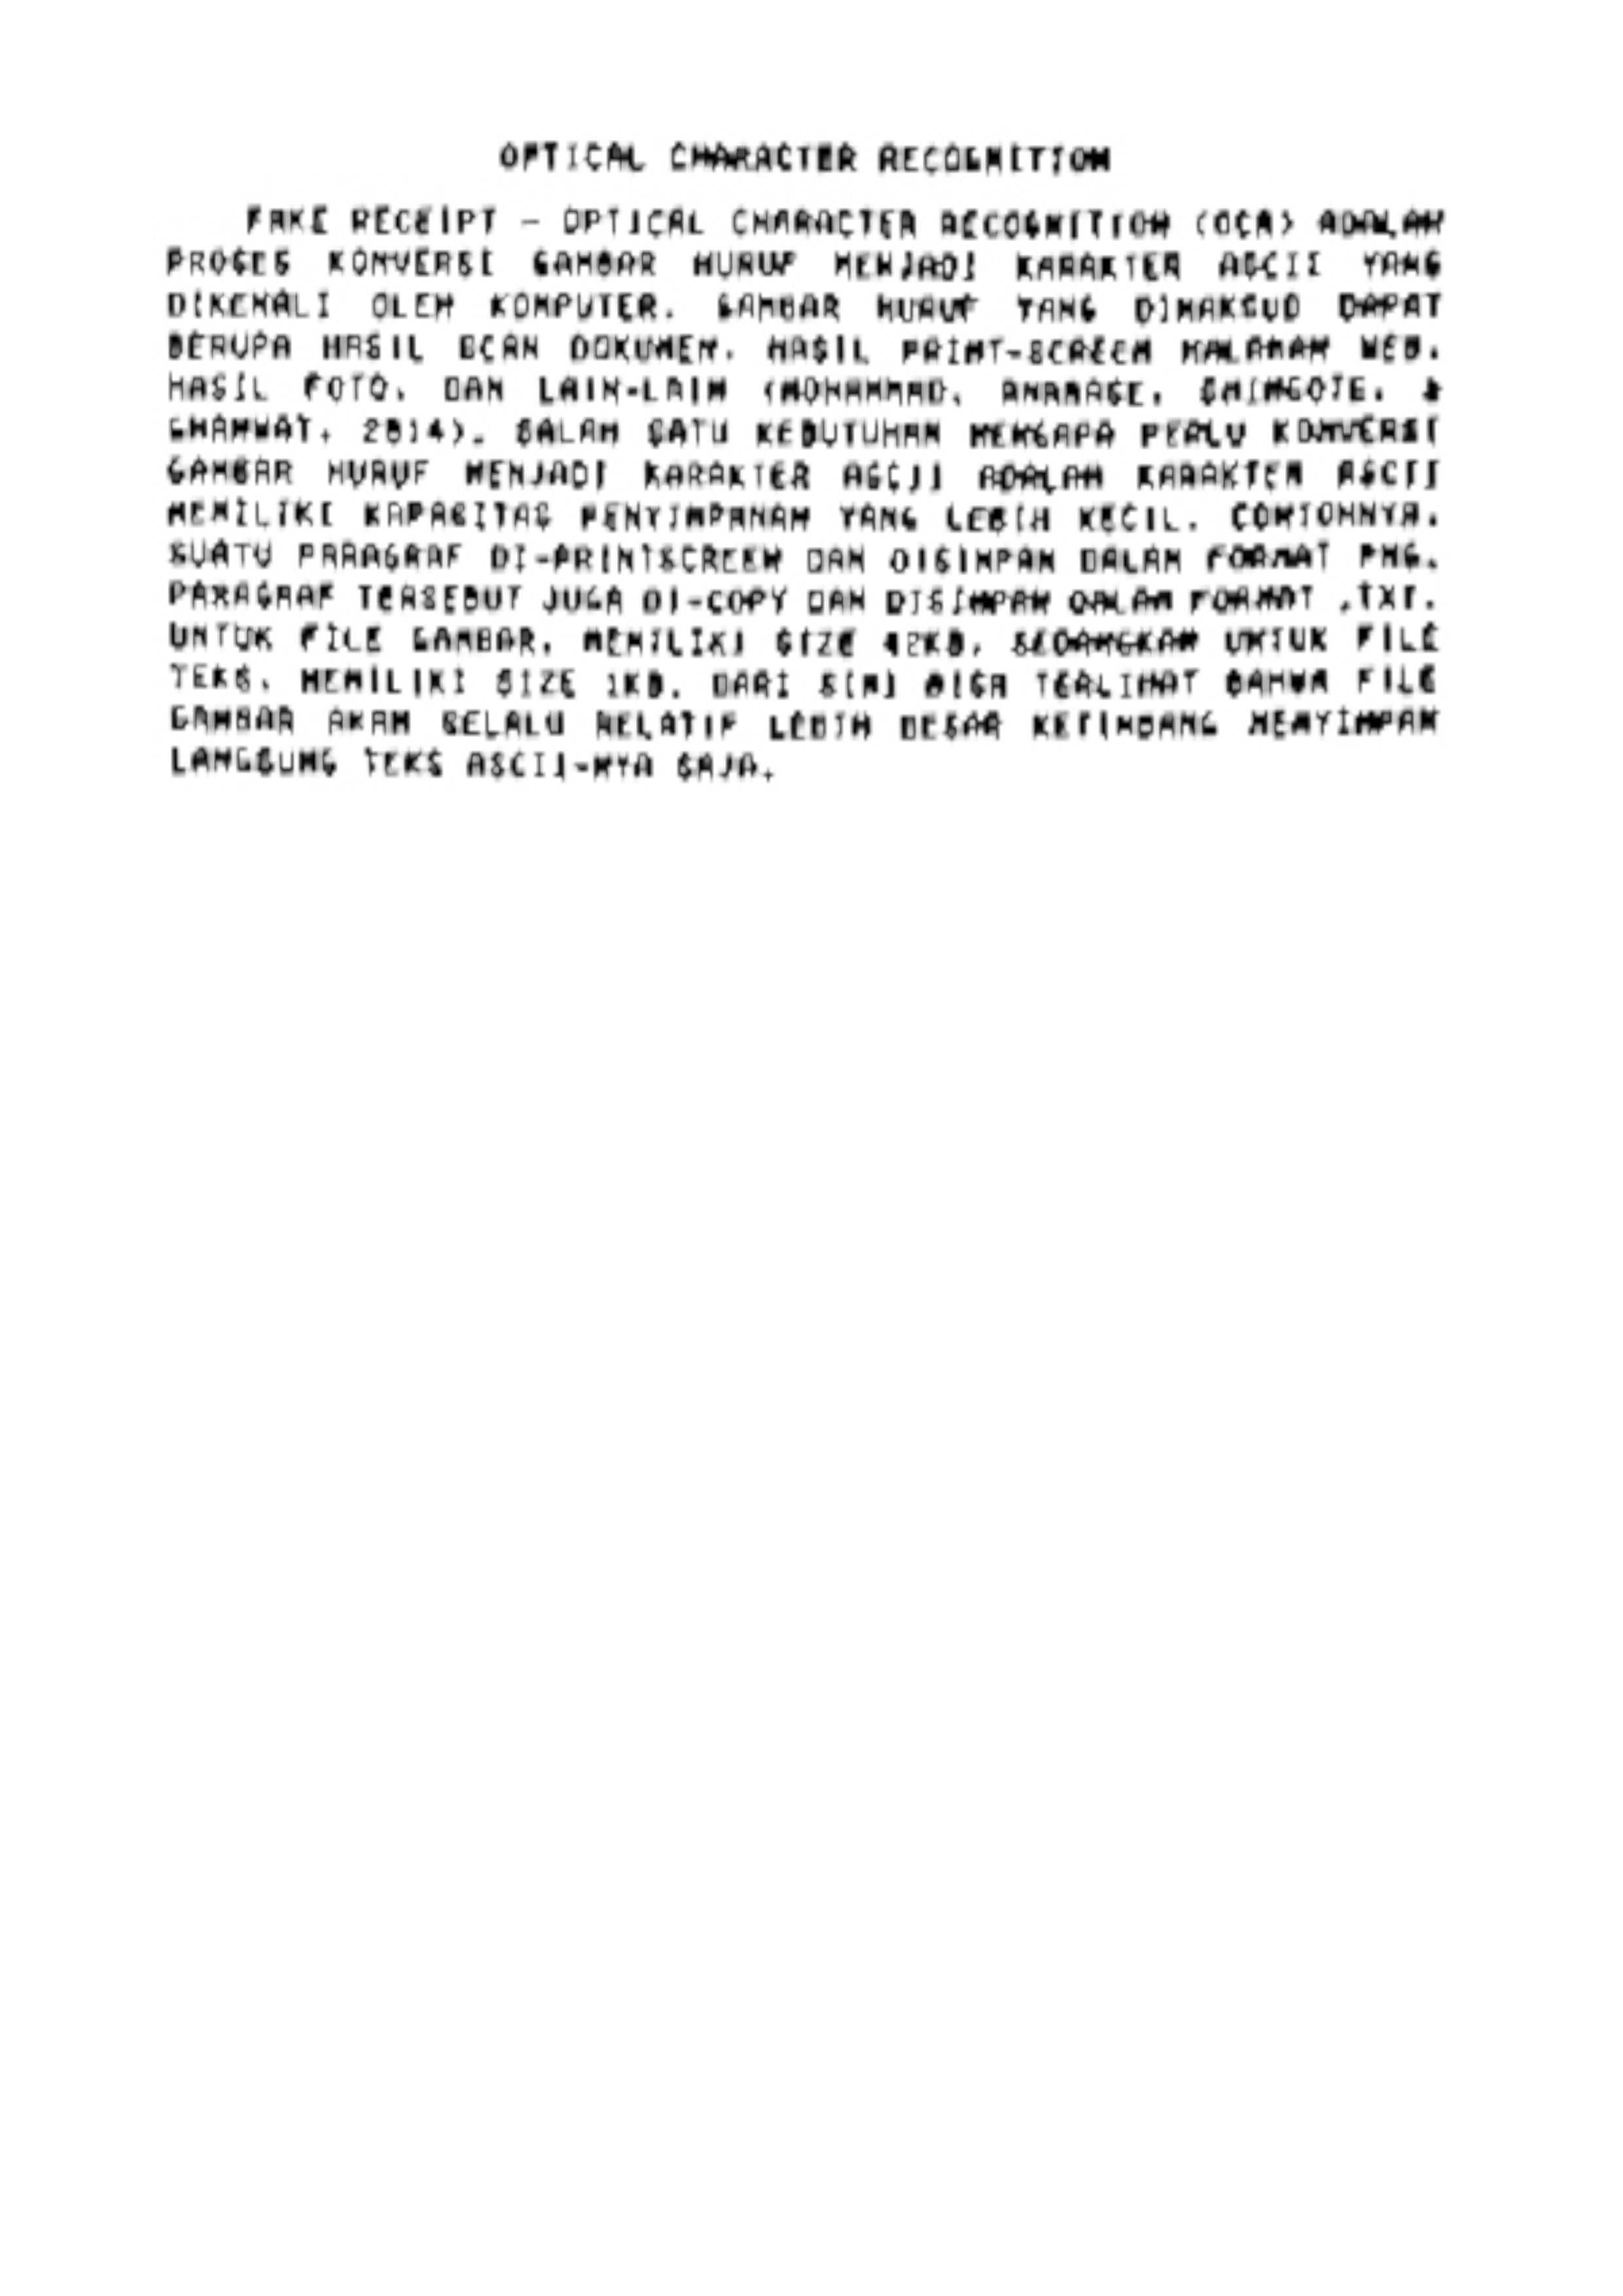 OPTICAL CHARACTER RECOGNITION
FAKE RECEIPT - OPTICAL CHARACTER RECOGNITION (OCR) ADALAH
PROSES KONVERSI GAMBAR HURUF MENJADI KARAKTER ASCII YANG
DIKENALI OLEH KOMPUTER. GAMBAR HURUF YANG DIMAKSUD DAPAT
BERUPA HASIL SCAN DOKUMEN, HASIL PRINT-SCREEN HALAMAN WEB,
HASIL FOTO, DAN LAIN-LAIN (MOHAMMAD, ANARASE, SHINGOTE, &
GHANWAT, 2014). SALAH SATU KEBUTUHAN MENGAPA PERLU KONVERSI
GAMBAR HURUF MENJADI KARAKTER ASCII ADALAH KARAKTER ASCII
MEMILIKI KAPASITAS PENYIMPANAN YANG LEBIH KECIL. CONTOHNYA,
SUATU PARAGRAF DI-PRINTSCREEN DAN DISIMPAN DALAM FORMAT PNG.
PARAGRAF TERSEBUT JUGA DI-COPY DAN DISIMPAN DALAM FORMAT .TXT.
UNTUK FILE GAMBAR, MEMILIKI SIZE 42KB, SEDANGKAN UNTUK FILE
TEKS, MEMILIKI SIZE 1KB. DARI SINI BISA TERLIHAT BAHWA FILE
GAMBAR AKAN SELALU RELATIF LEBIH BESAR KETIMBANG MENYIMPAN
LANGSUNG TEKS ASCII-NYA SAJA.